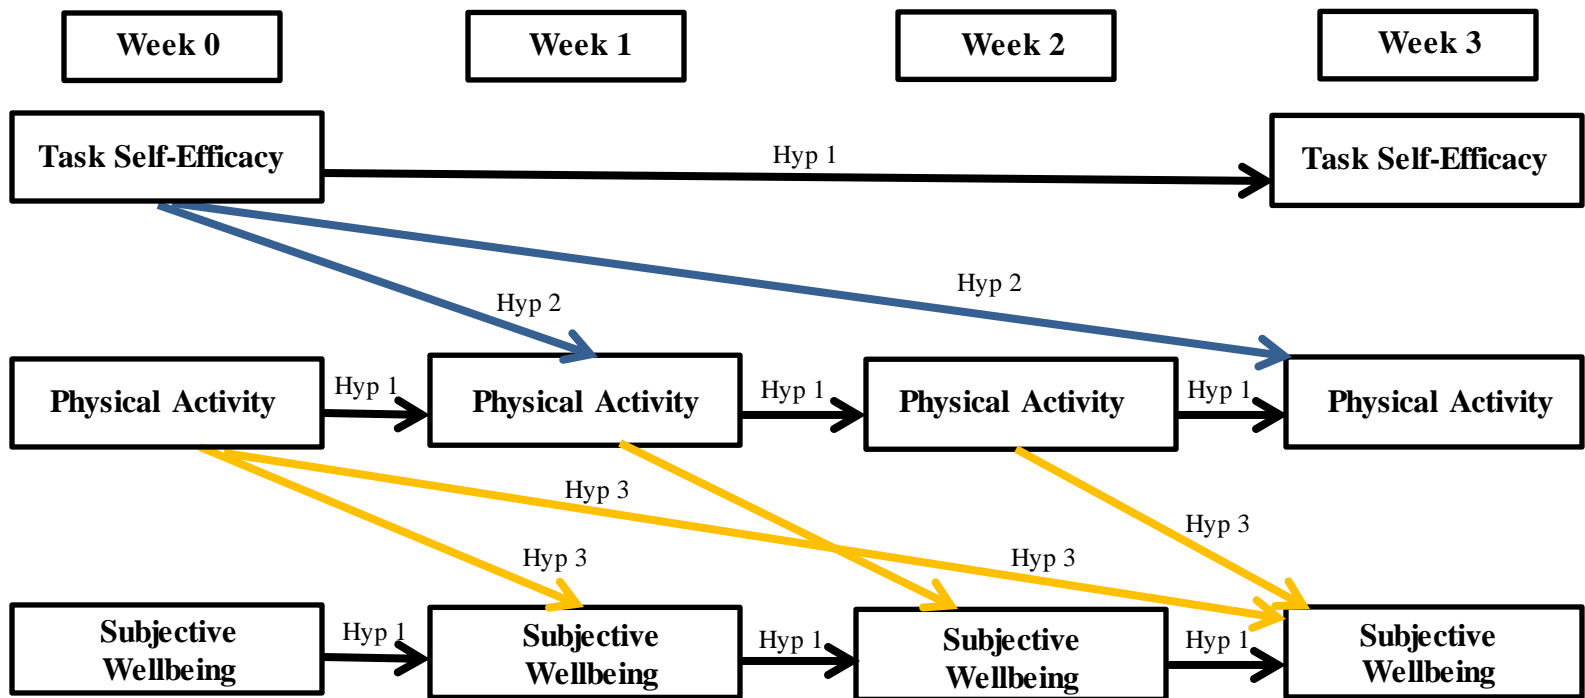 Week 0
Week 1
Week 2
Week 3
Task Self-Efficacy
Hyp 1
Task Self-Efficacy
Hyp 2
Hyp 2
Physical Activity
Hyp 1
Physical Activity
Hyp 1
Physical Activity
Hyp 1
Physical Activity
Hyp 3
Hyp 3
Hyp 3
Hyp 3
Subjective
Wellbeing
Hyp 1
Subjective
Wellbeing
Hyp 1
Subjective
Wellbeing
Hyp 1
Subjective
Wellbeing